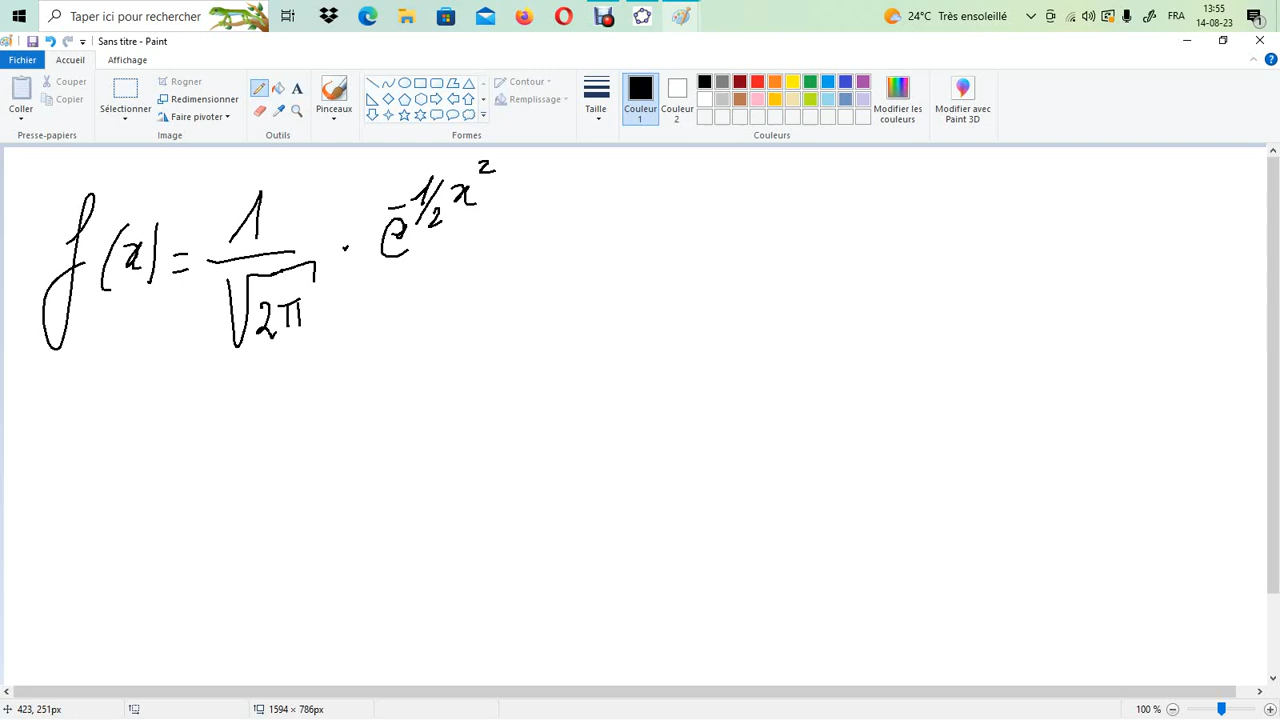 Taper ici pour rechercher 24°C Très ensoleillé FRA 13:55 14-08-23 1
Sans titre - Paint
Fichier Accueil Affichage
Coller Couper Copier Sélectionner Rogner Redimensionner Faire pivoter A Pinceaux Contour Remplissage Taille Couleur 1 Couleur 2 Modifier les couleurs Modifier avec Paint 3D
Presse-papiers Image Outils Formes Couleurs
f(x) = 1/√2π · e^-1/2 x^2
423, 251px 1594 × 786px 100 %